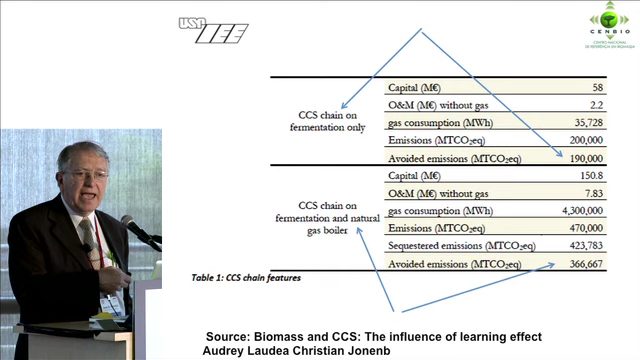 USP
IEE
CENBIO
CENTRO NACIONAL
DE REFERÊNCIA EM BIOMASSA
Capital (M€) 58
O&M (M€) without gas 2.2
CCS chain on fermentation only
gas consumption (MWh) 35,728
Emissions (MTCO₂eq) 200,000
Avoided emissions (MTCO₂eq) 190,000
Capital (M€) 150.8
O&M (M€) without gas 7.83
CCS chain on fermentation and natural gas boiler
gas consumption (MWh) 4,300,000
Emissions (MTCO₂eq) 470,000
Sequestered emissions (MTCO₂eq) 423,783
Avoided emissions (MTCO₂eq) 366,667
Table 1: CCS chain features
Source: Biomass and CCS: The influence of learning effect
Audrey Laudea Christian Jonenb